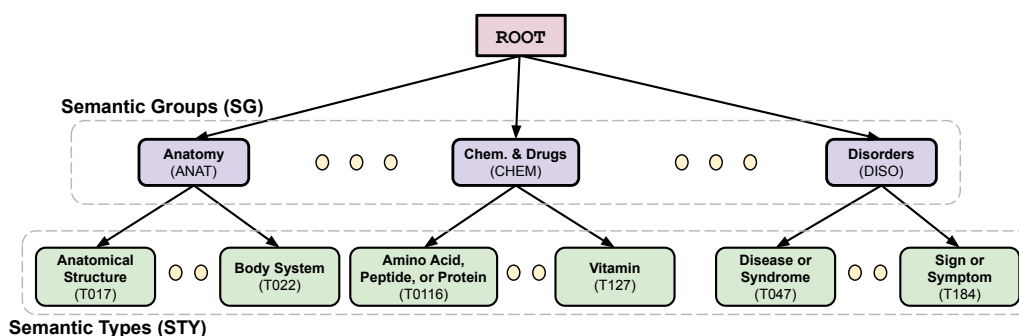 ROOT
Semantic Groups (SG)
Anatomy
(ANAT)
Chem. & Drugs
(CHEM)
Disorders
(DISO)
Anatomical
Structure
(T017)
Body System
(T022)
Amino Acid,
Peptide, or Protein
(T0116)
Vitamin
(T127)
Disease or
Syndrome
(T047)
Sign or
Symptom
(T184)
Semantic Types (STY)